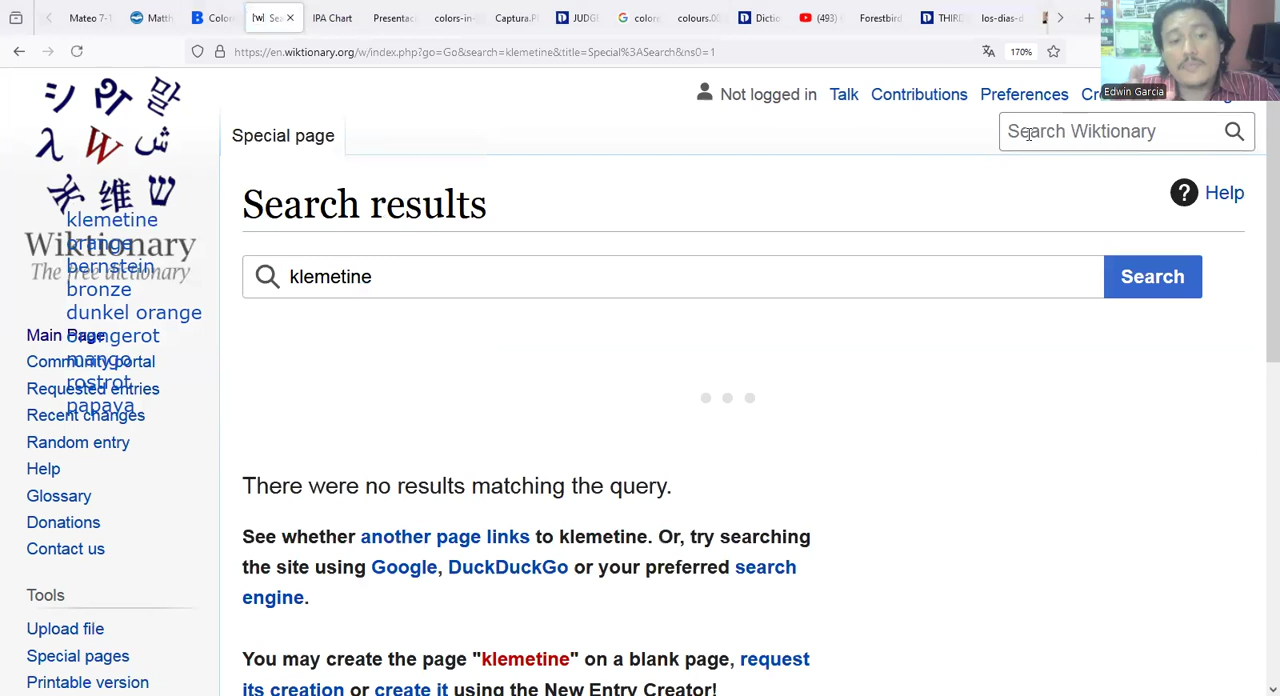 Mateo 7-1
Matth
Colo
[w] Sea
IPA Chart
Presentac
colors-in-
Captura.P
JUDGE
colore
colours.00
Dictio
(493)
Forestbird
THIRD
los-dias-d
https://en.wiktionary.org/w/index.php?go=Go&search=klemetine&title=Special%3ASearch&ns0=1
170%
Edwin Garcia
Not logged in
Talk
Contributions
Preferences
Special page
Search Wiktionary
Search results
Help
klemetine
Search
There were no results matching the query.
See whether another page links to klemetine. Or, try searching
the site using Google, DuckDuckGo or your preferred search
engine.
You may create the page "klemetine" on a blank page, request
its creation or create it using the New Entry Creator!
Wiktionary
The free dictionary
klemetine
orange
bernstein
bronze
dunkel orange
orangerot
mango
rostrot
papaya
Main Page
Community portal
Requested entries
Recent changes
Random entry
Help
Glossary
Donations
Contact us
Tools
Upload file
Special pages
Printable version